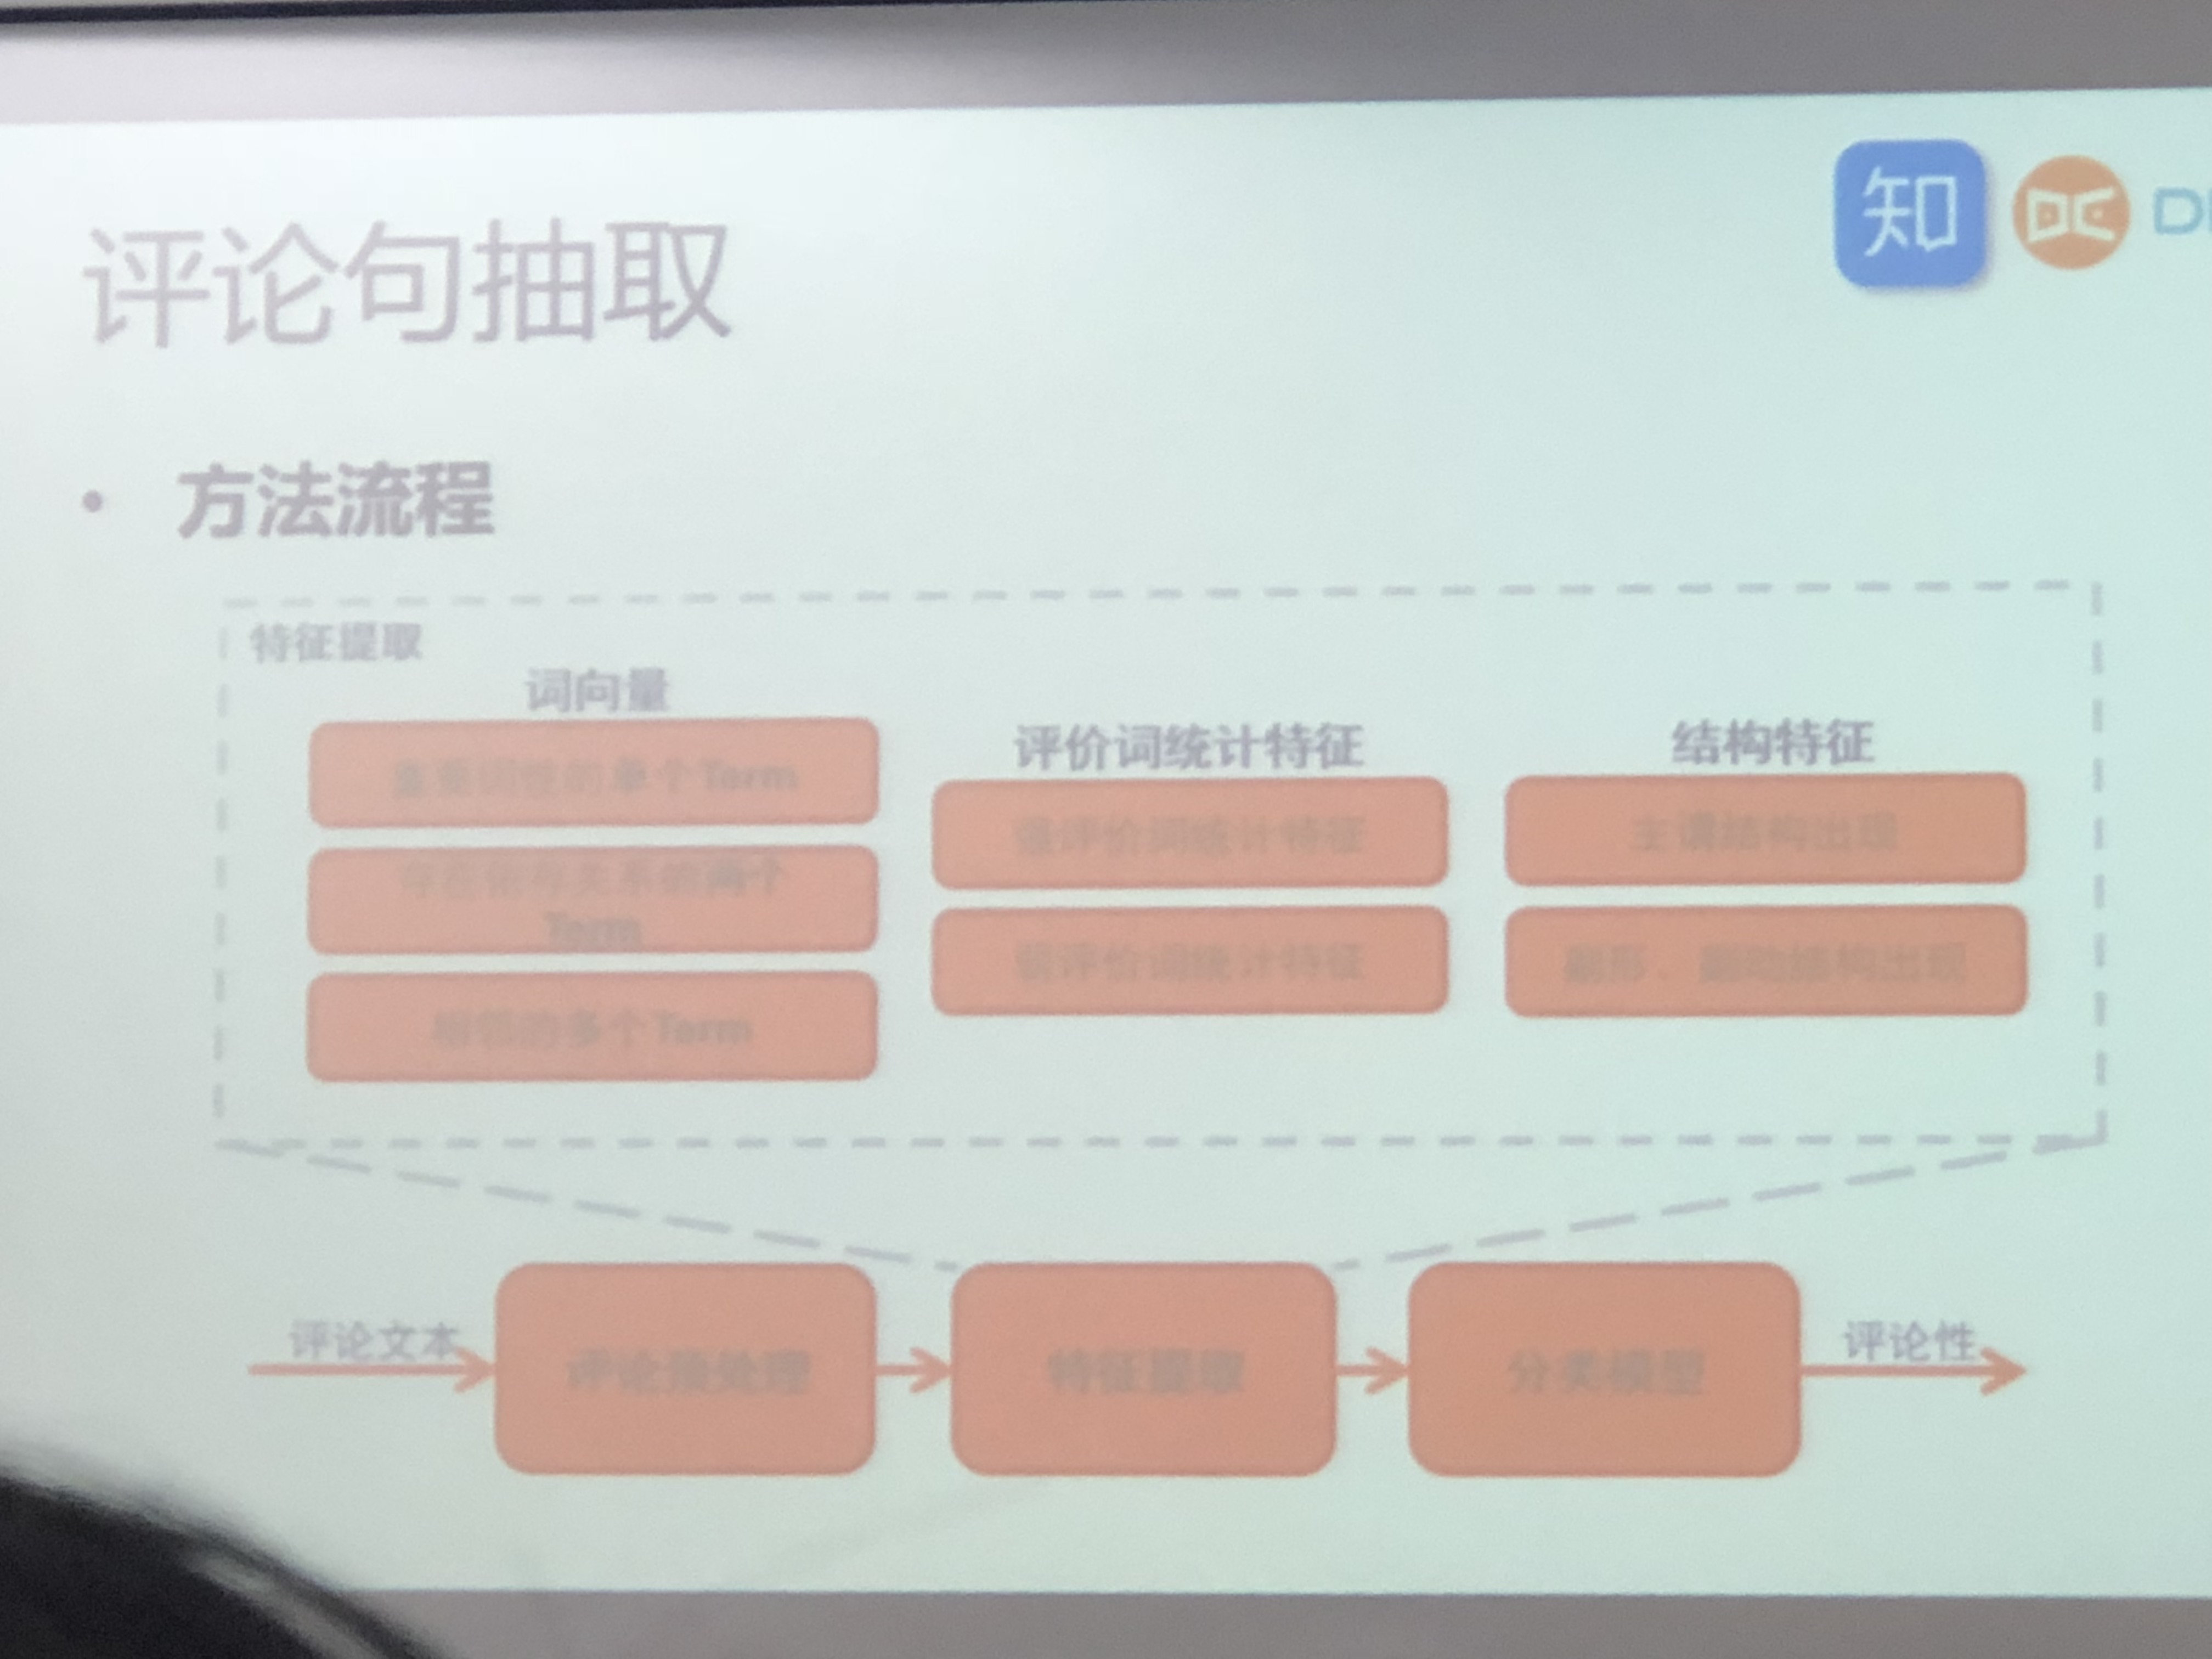 评论句抽取
知
DC
• 方法流程
特征提取
词向量
重要词性的单个Term
存在依存关系的两个
Term
相邻的多个Term
评价词统计特征
强评价词统计特征
弱评价词统计特征
结构特征
主谓结构出现
副形、副动结构出现
评论文本
评论预处理
特征提取
分类模型
评论性